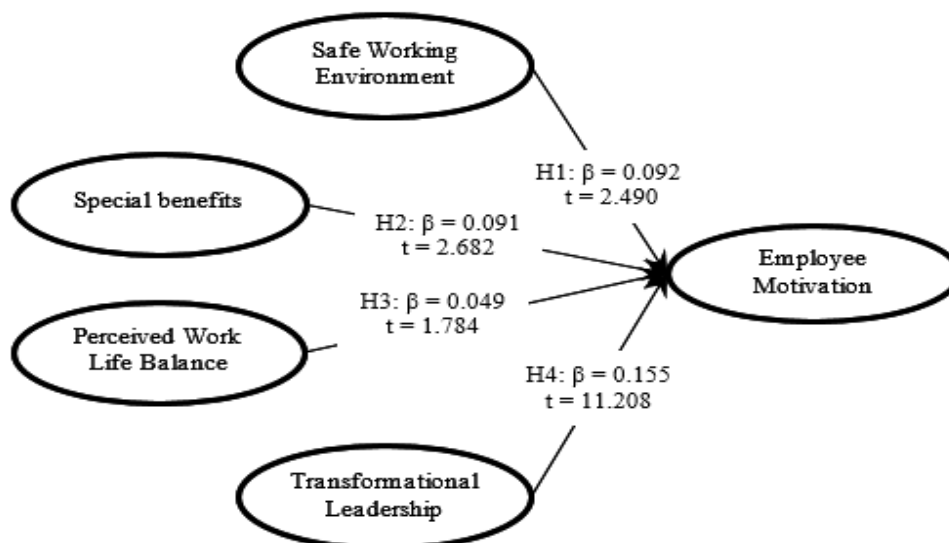 Safe Working
Environment
H1: β = 0.092
t = 2.490
Special benefits
H2: β = 0.091
t = 2.682
Employee
Motivation
H3: β = 0.049
t = 1.784
Perceived Work
Life Balance
H4: β = 0.155
t = 11.208
Transformational
Leadership